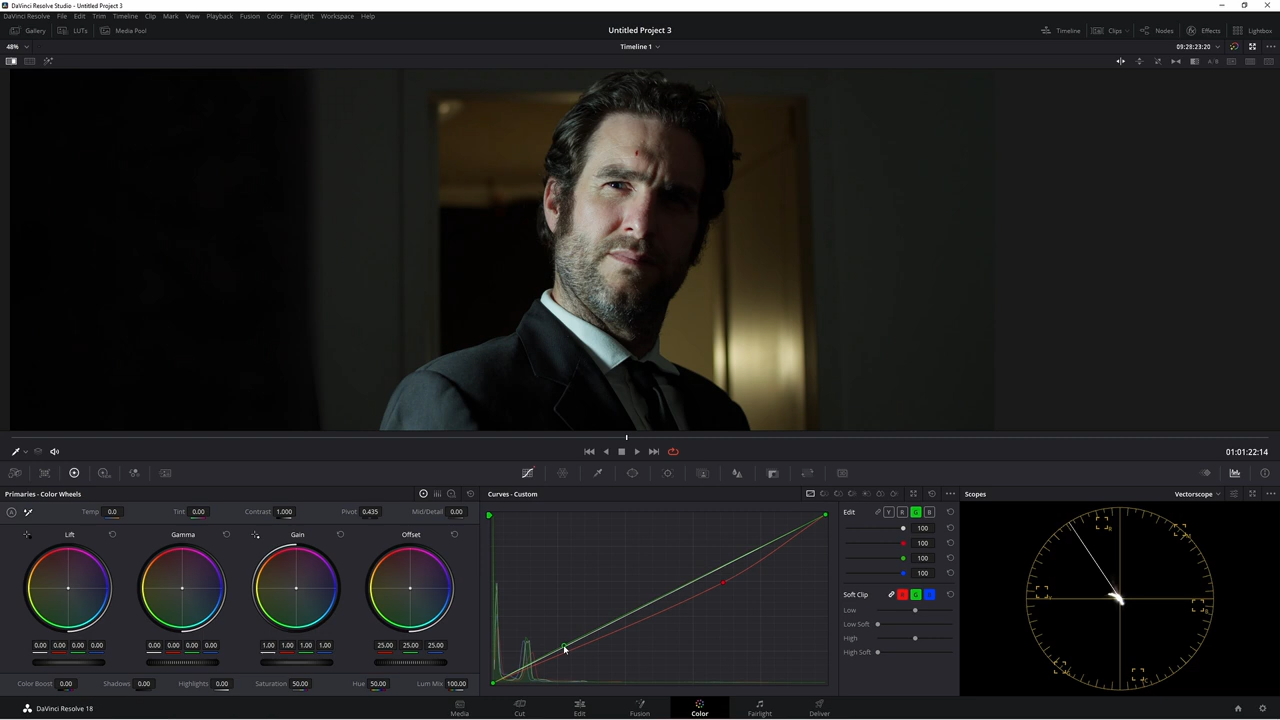 DaVinci Resolve Studio - Untitled Project 3
DaVinci Resolve File Edit Trim Timeline Clip Mark View Playback Fusion Color Fairlight Workspace Help
Gallery LUTs Media Pool Untitled Project 3 Timeline Clips Nodes Effects Lightbox
48% Timeline 1 09:28:23:20
A/B
01:01:22:14
Primaries - Color Wheels Curves - Custom Scopes Vectorscope
A Temp 0.0 Tint 0.00 Contrast 1.000 Pivot 0.435 Mid/Detail 0.00 Edit Y R G B
Lift Gamma Gain Offset 100
100
100
100
Soft Clip R G B
Low
Low Soft
High
High Soft
0.00 0.00 0.00 0.00 0.00 0.00 0.00 0.00 1.00 1.00 1.00 1.00 25.00 25.00 25.00
Color Boost 0.00 Shadows 0.00 Highlights 0.00 Saturation 50.00 Hue 50.00 Lum Mix 100.00
DaVinci Resolve 18 Media Cut Edit Fusion Color Fairlight Deliver